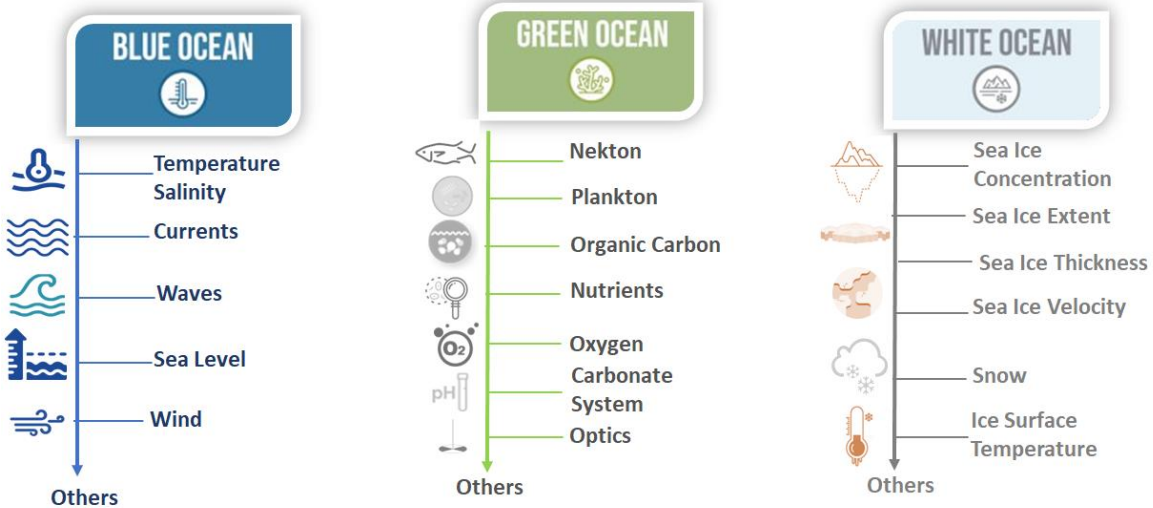 BLUE OCEAN
Temperature
Salinity
Currents
Waves
Sea Level
Wind
Others
GREEN OCEAN
Nekton
Plankton
Organic Carbon
Nutrients
O2
Oxygen
pH
Carbonate
System
Optics
Others
WHITE OCEAN
Sea Ice
Concentration
Sea Ice Extent
Sea Ice Thickness
Sea Ice Velocity
Snow
Ice Surface
Temperature
Others